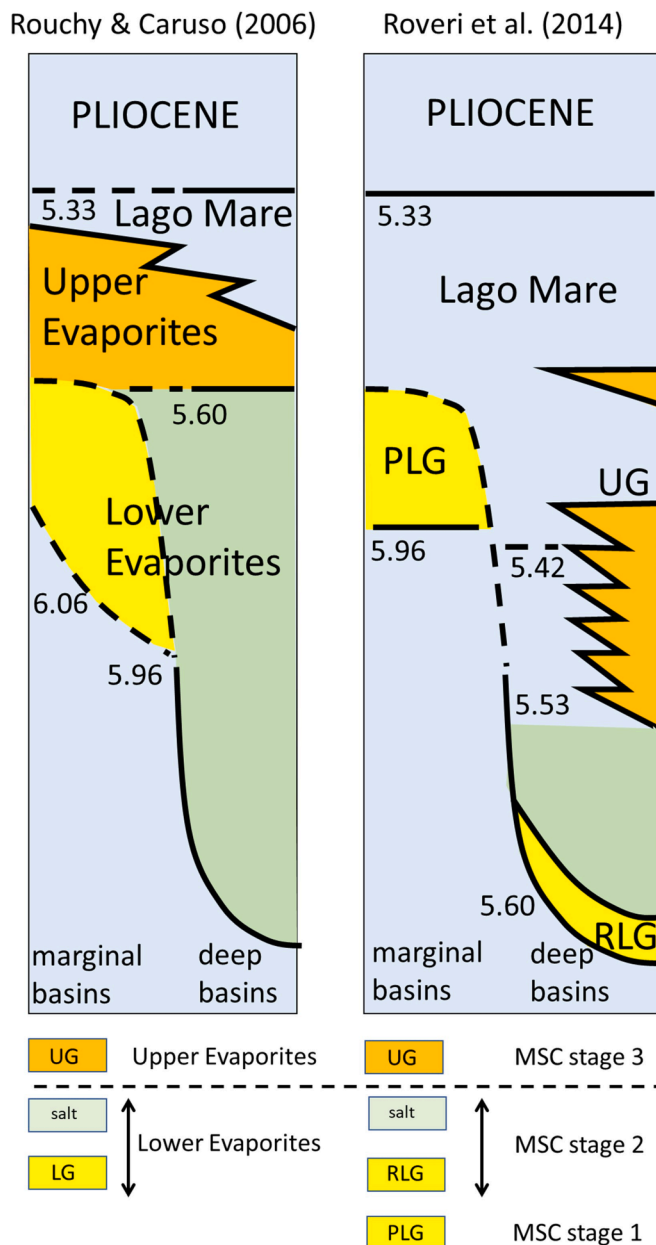 Rouchy & Caruso (2006)
PLIOCENE
5.33
Lago Mare
Upper
Evaporites
5.60
Lower
Evaporites
6.06
5.96
marginal
basins
deep
basins
UG
Upper Evaporites
salt
Lower Evaporites
LG
Roveri et al. (2014)
PLIOCENE
5.33
Lago Mare
PLG
UG
5.96
5.42
5.53
5.60
RLG
marginal
basins
deep
basins
UG
MSC stage 3
salt
MSC stage 2
RLG
PLG
MSC stage 1